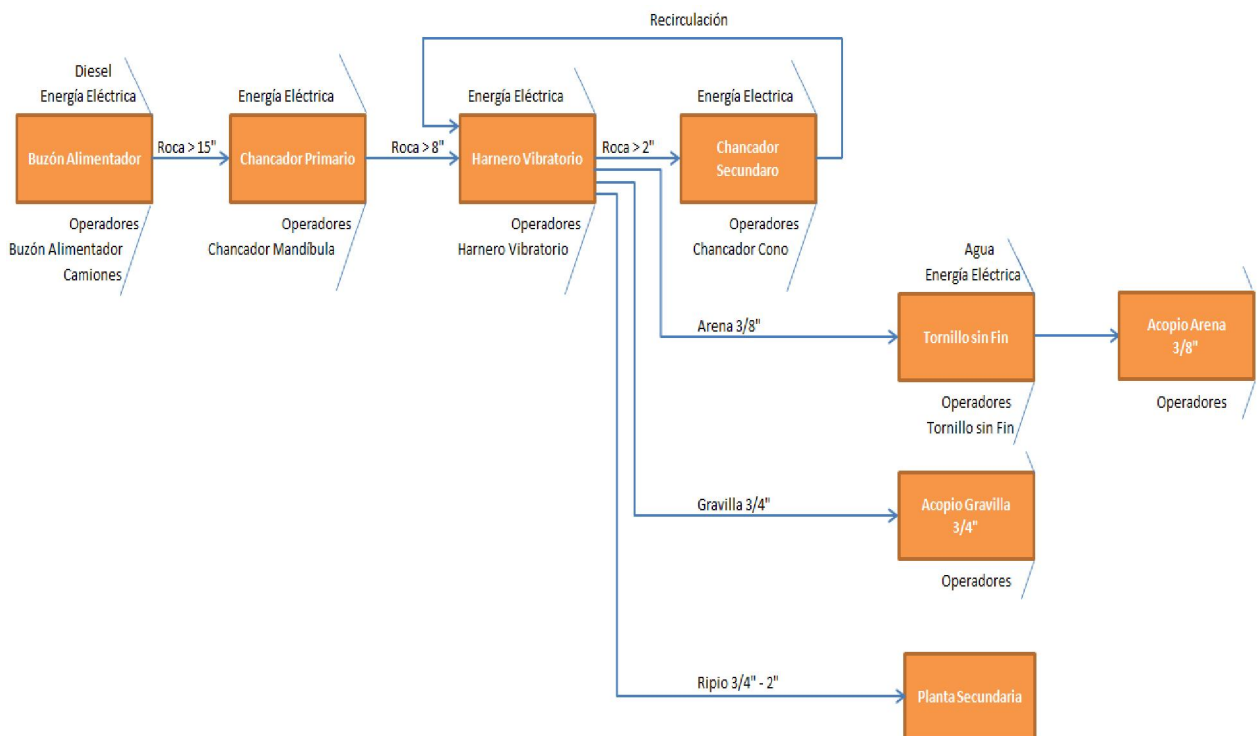 Recirculación
Diesel
Energía Eléctrica
Energía Eléctrica
Energía Eléctrica
Energía Electrica
Buzón Alimentador
Roca > 15"
Chancador Primario
Roca > 8"
Harnero Vibratorio
Roca > 2"
Chancador
Secundaro
Operadores
Buzón Alimentador
Camiones
Operadores
Chancador Mandíbula
Operadores
Harnero Vibratorio
Operadores
Chancador Cono
Agua
Energía Eléctrica
Arena 3/8"
Tornillo sin Fin
Acopio Arena
3/8"
Operadores
Tornillo sin Fin
Operadores
Gravilla 3/4"
Acopio Gravilla
3/4"
Operadores
Ripio 3/4" - 2"
Planta Secundaria